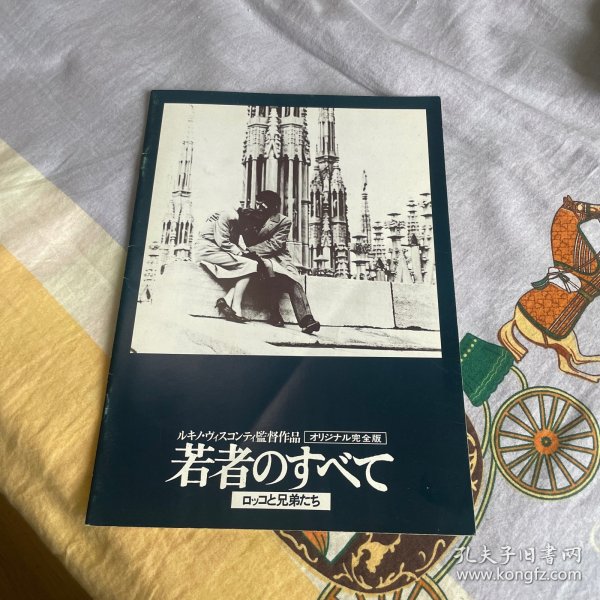 ルキノ・ヴィスコンティ監督作品 オリジナル完全版
若者のすべて
ロッコと兄弟たち
孔夫子旧书网
www.kongfz.com